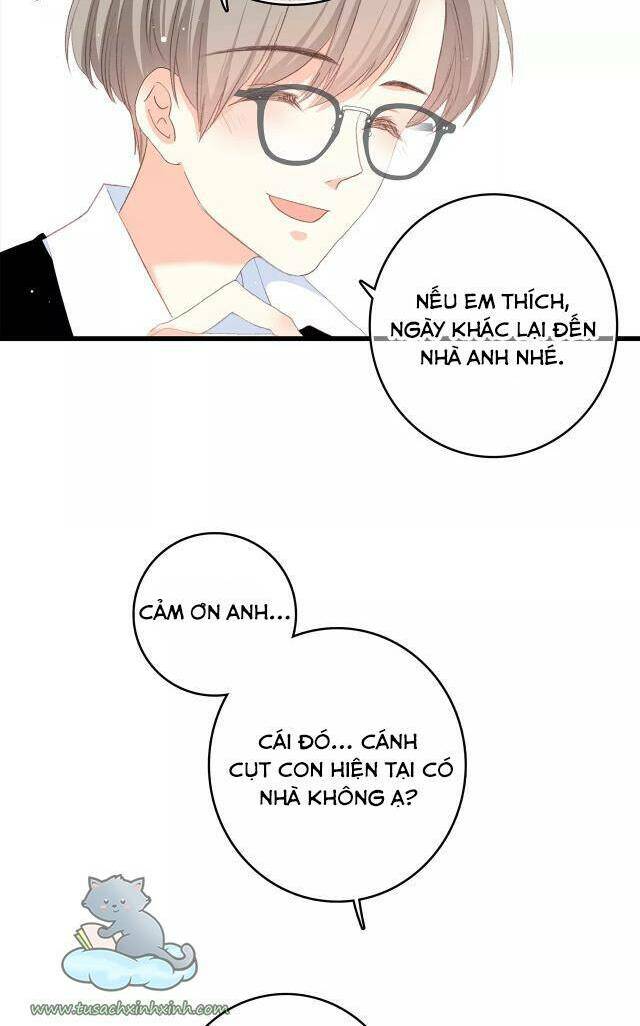 NẾU EM THÍCH,
NGÀY KHÁC LẠI ĐẾN
NHÀ ANH NHÉ.
CẢM ƠN ANH...
CÁI ĐÓ... CÁNH
CỤT CON HIỆN TẠI CÓ
NHÀ KHÔNG Ạ?
www.tusachxinhxinh.com